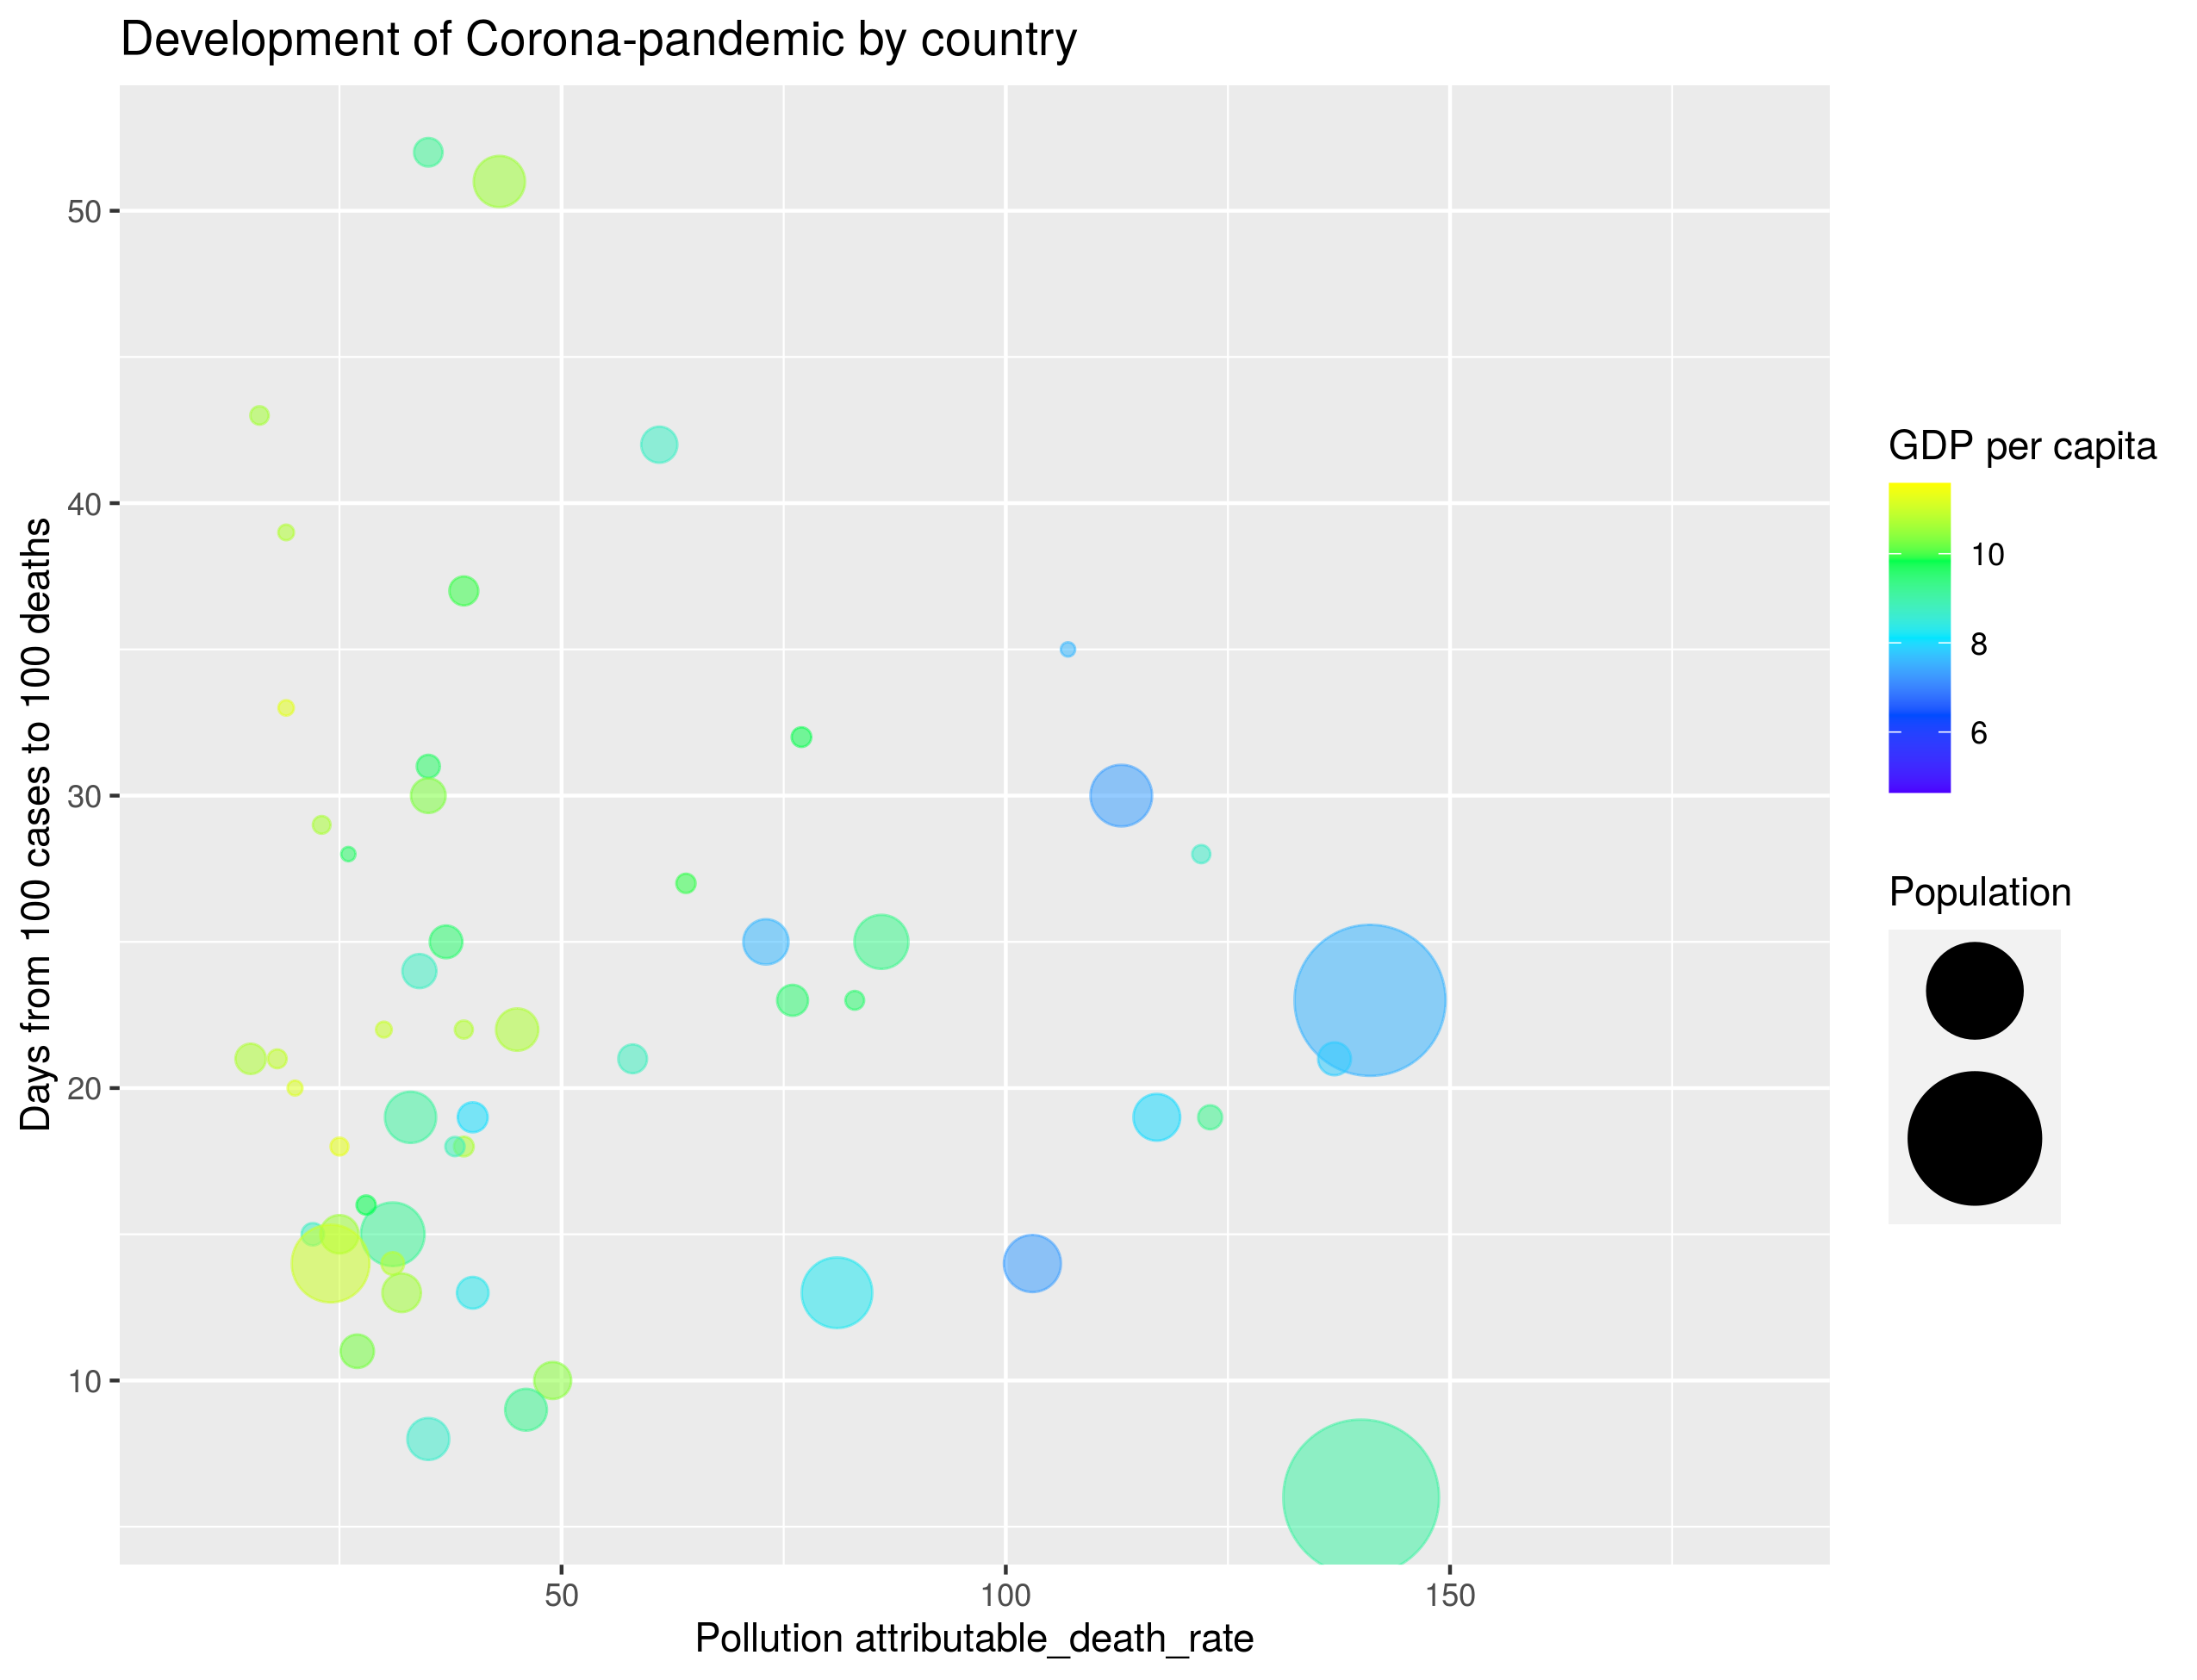 Development of Corona-pandemic by country
Days from 100 cases to 100 deaths
50
40
30
20
10
50
100
150
Pollution attributable_death_rate
GDP per capita
10
8
6
Population